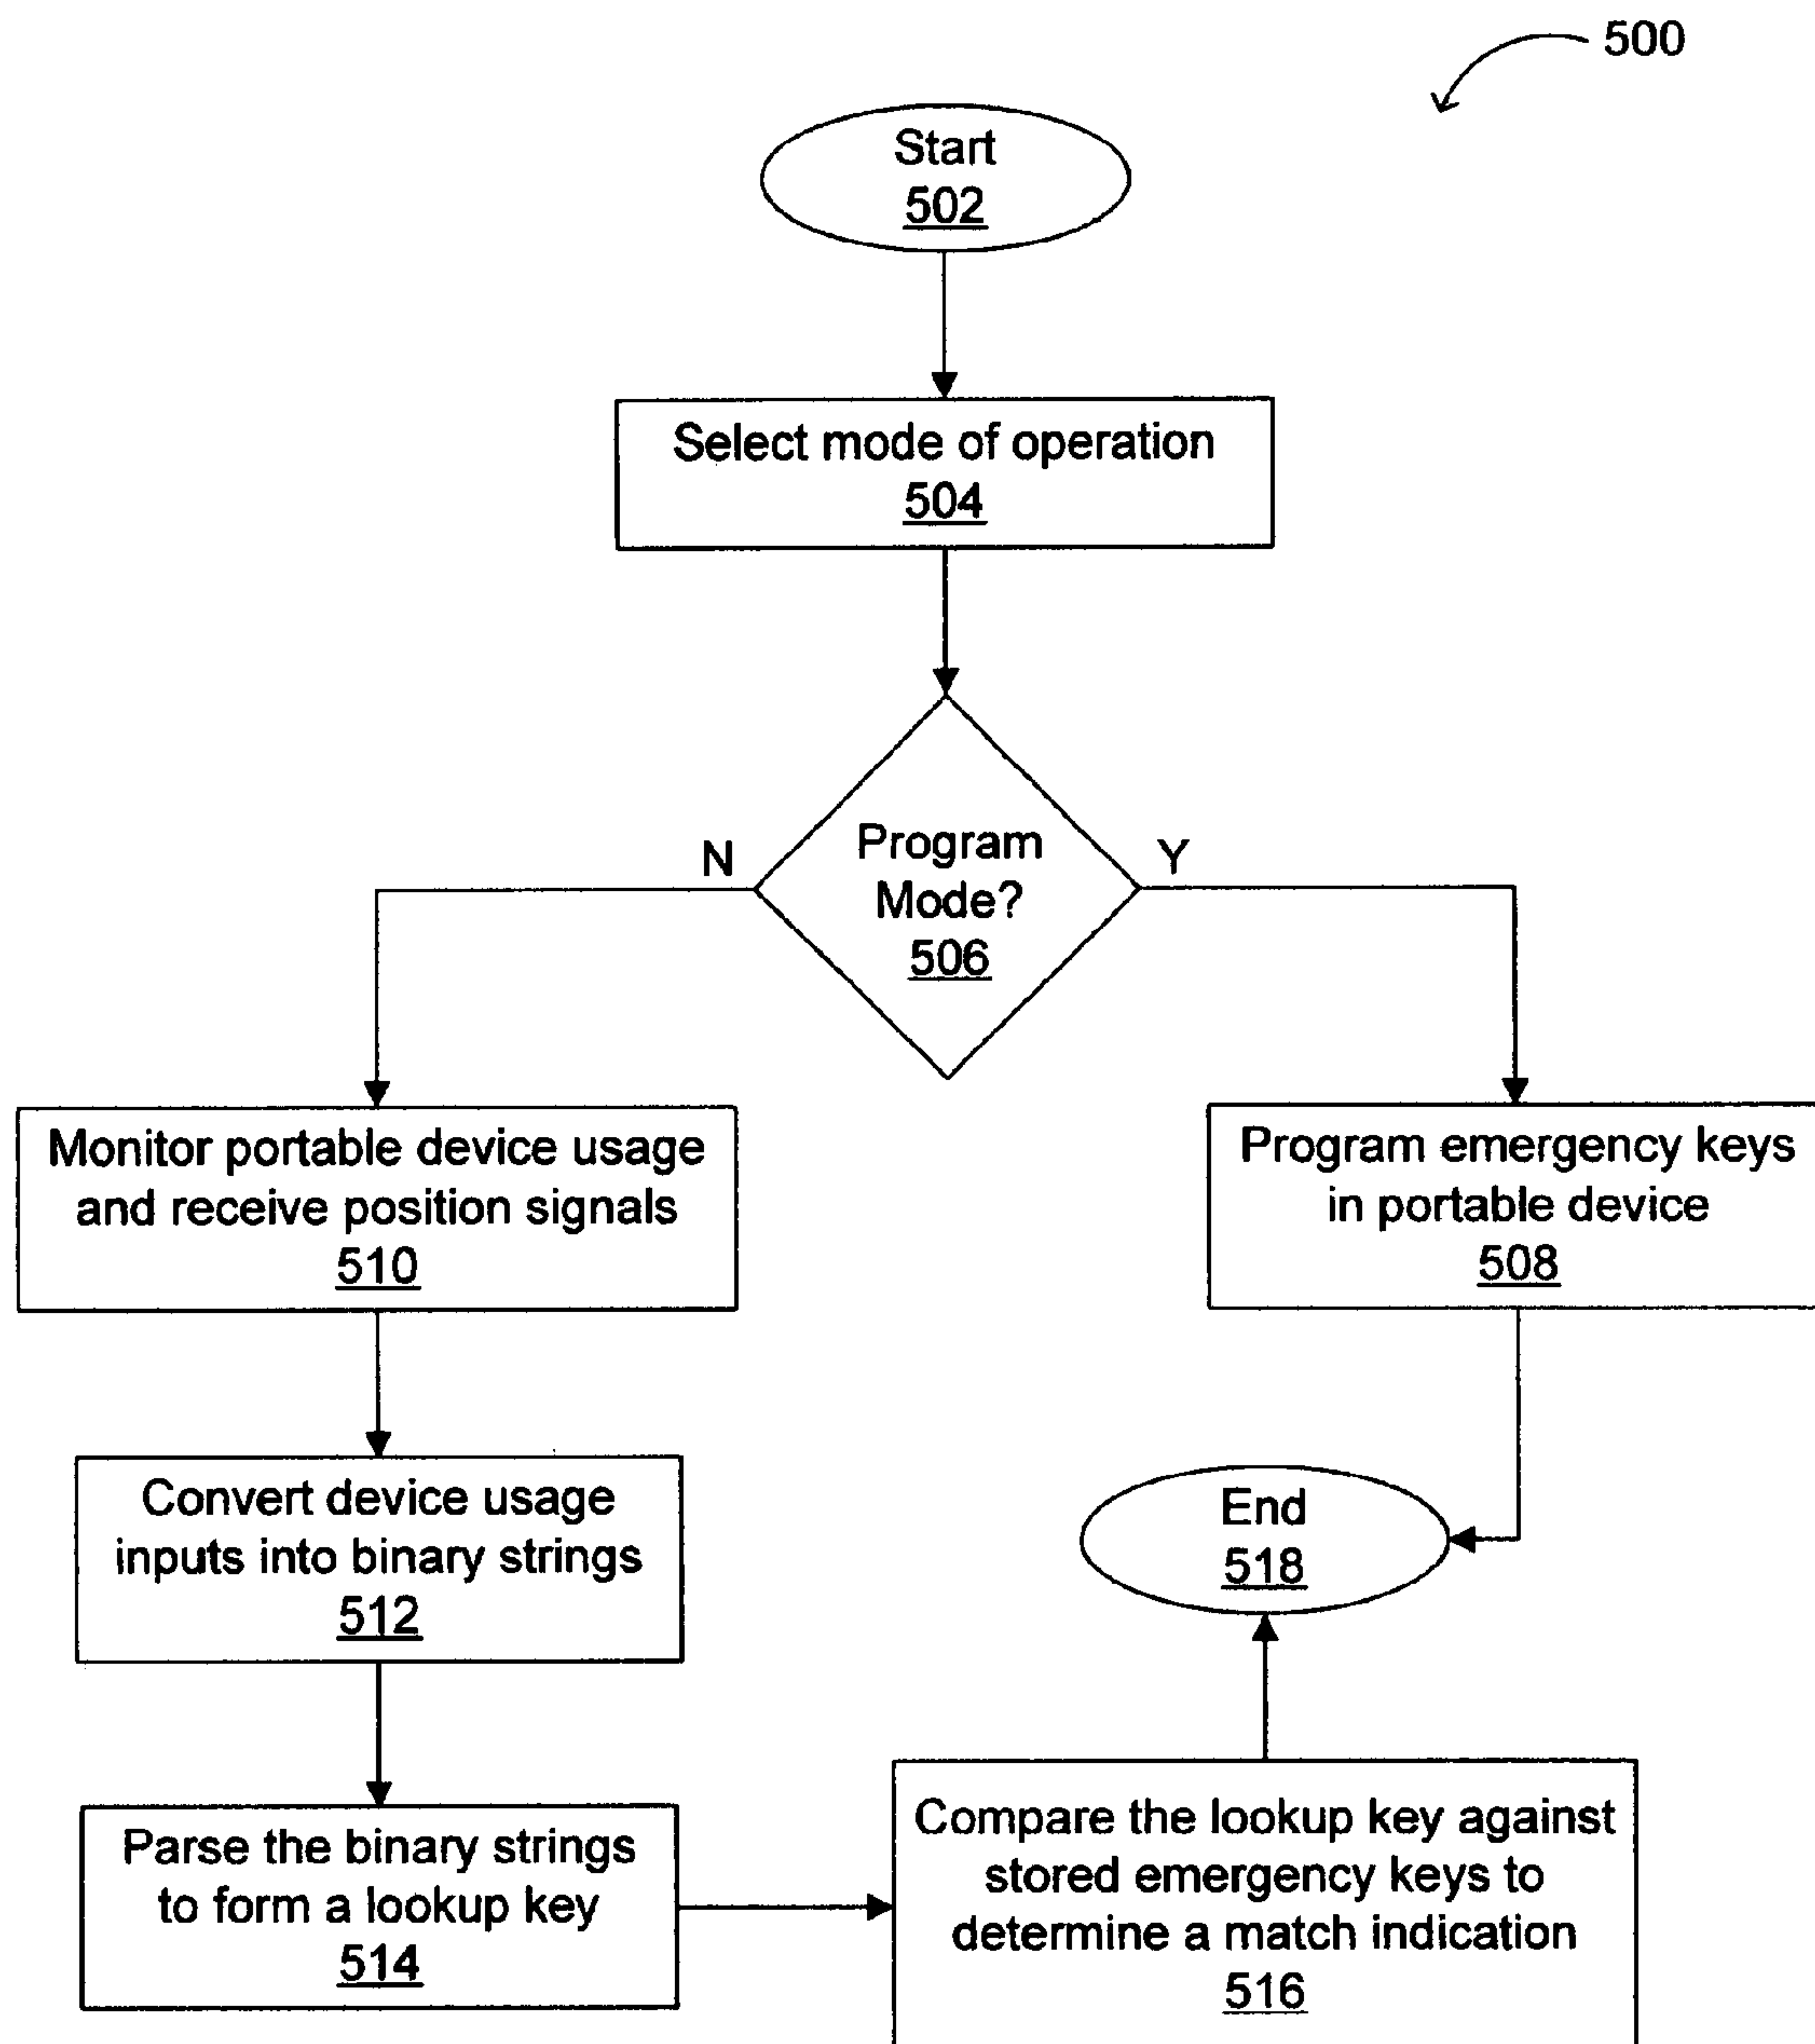 500
Start
502
Select mode of operation
504
Program
Mode?
506
N
Y
Monitor portable device usage
and receive position signals
510
Program emergency keys
in portable device
508
Convert device usage
inputs into binary strings
512
End
518
Parse the binary strings
to form a lookup key
514
Compare the lookup key against
stored emergency keys to
determine a match indication
516